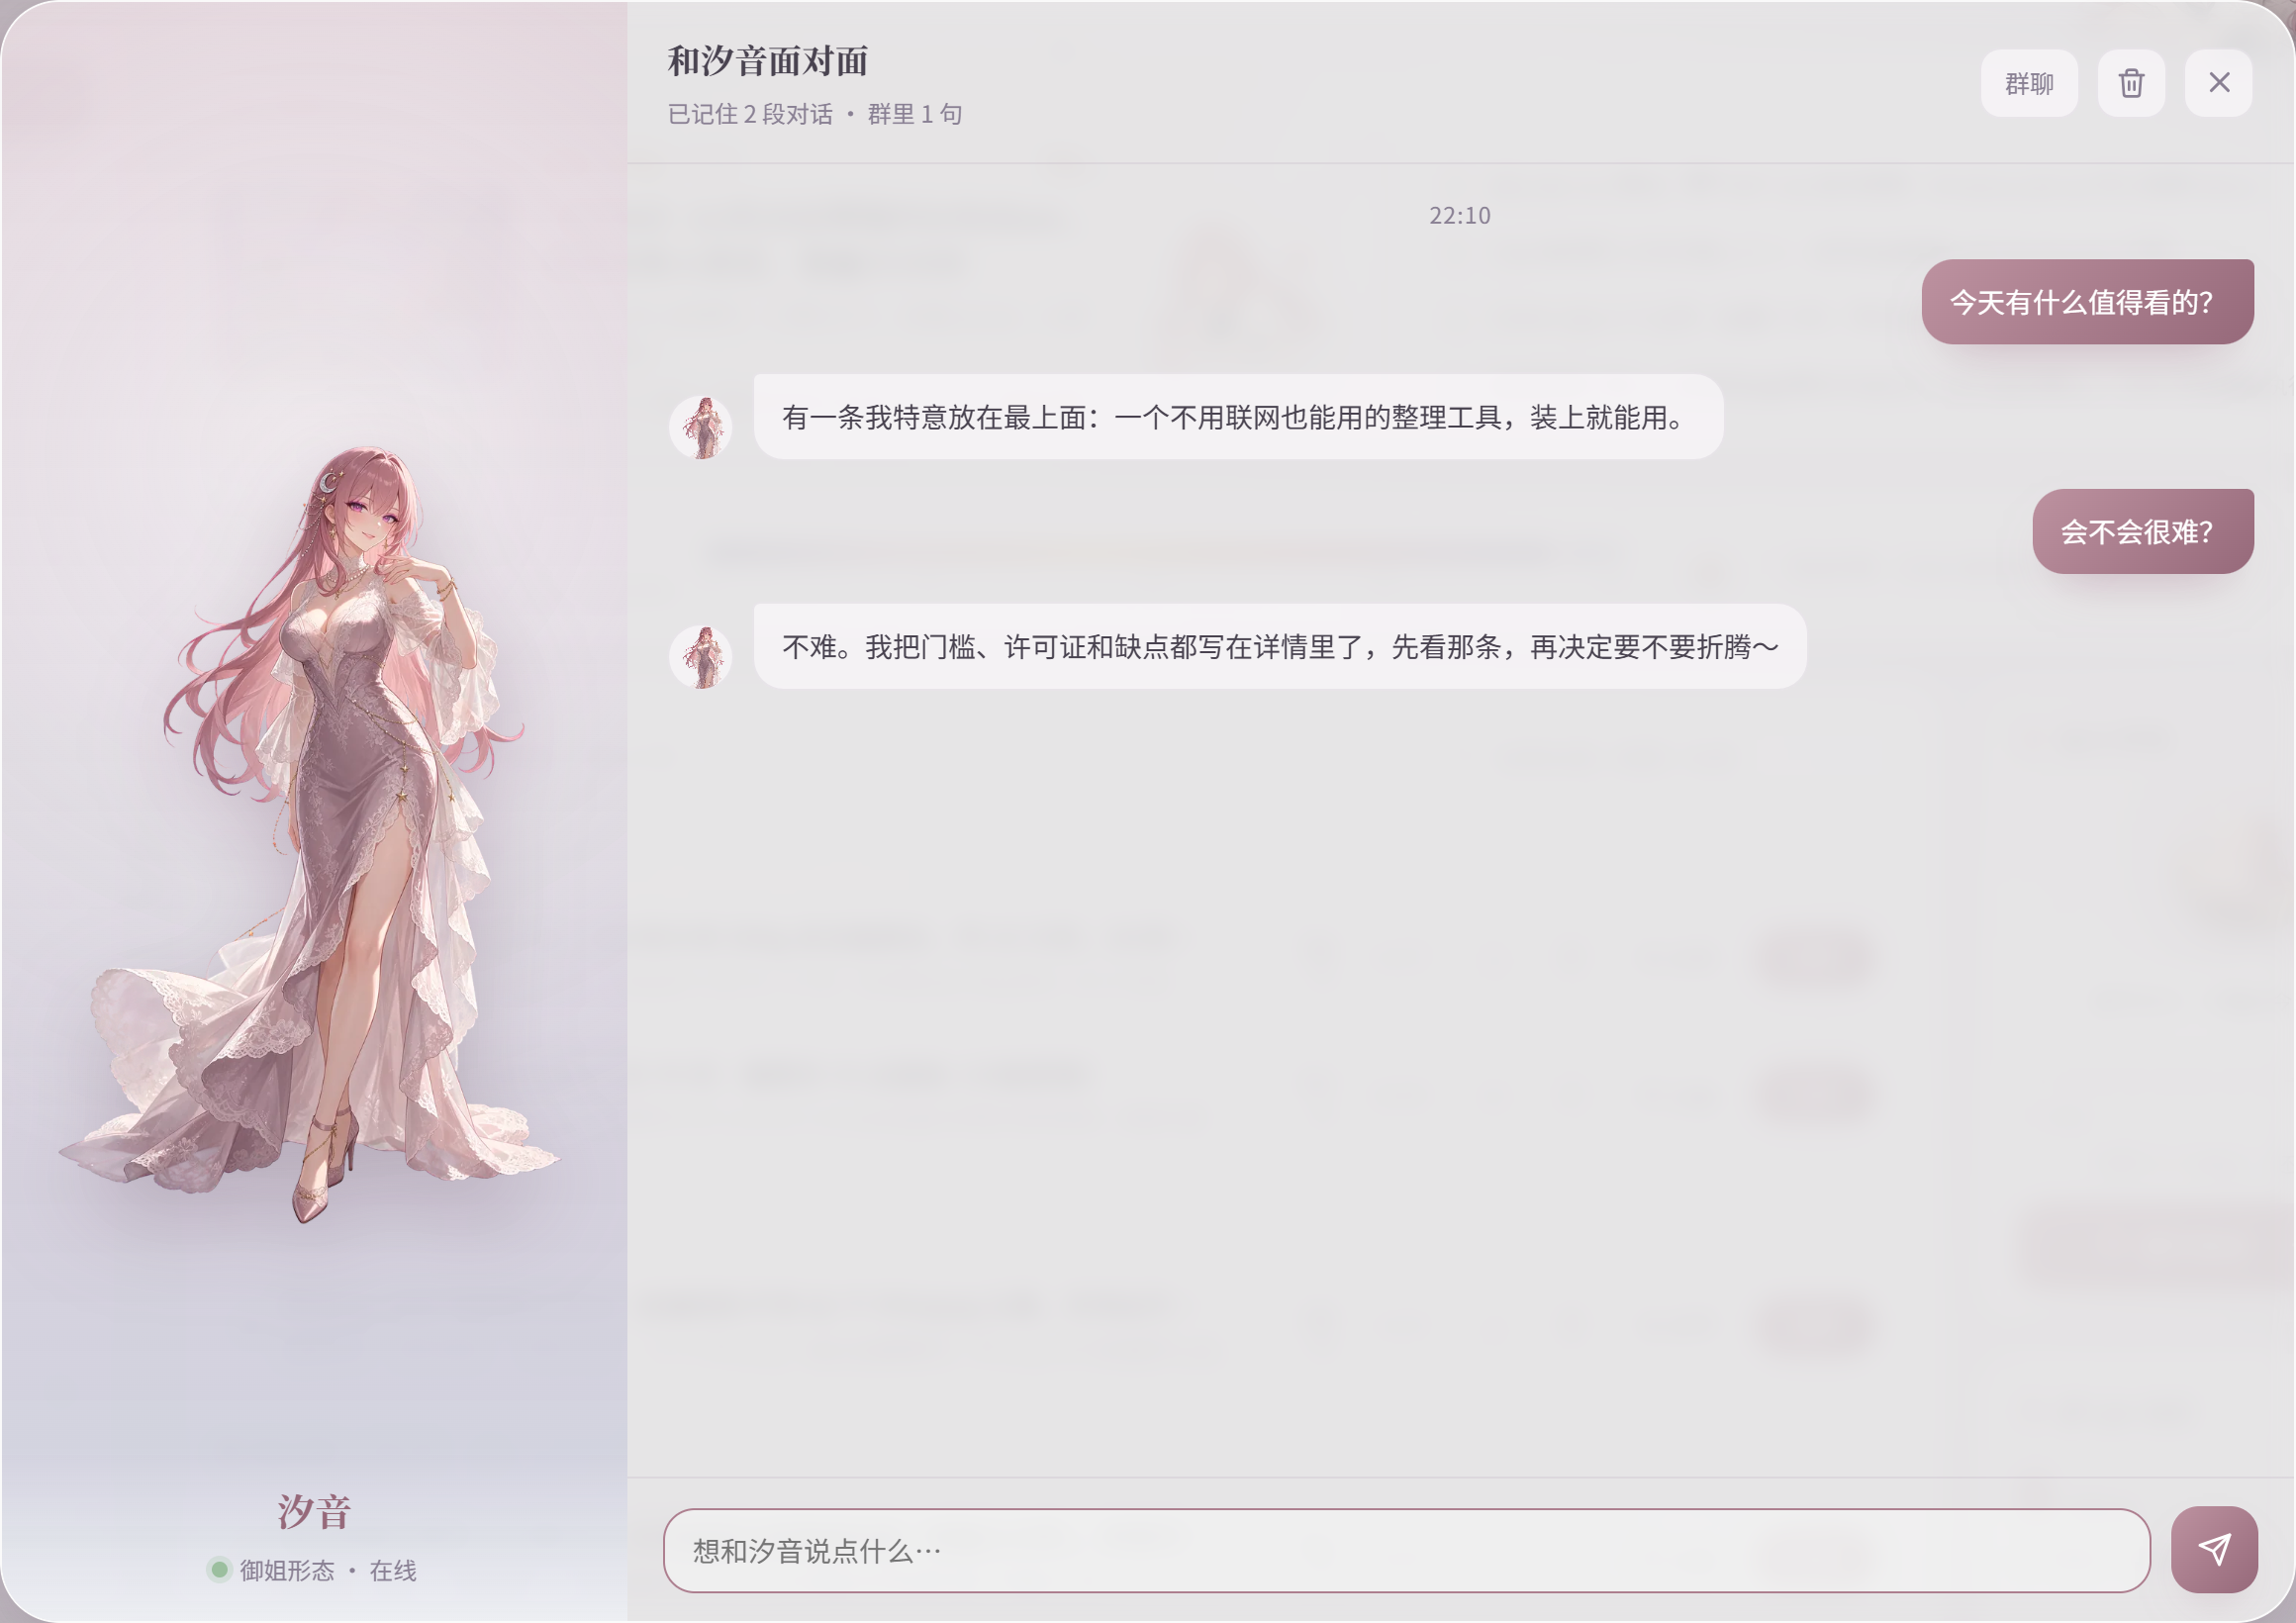 和汐音面对面
已记住 2 段对话 · 群里 1 句
群聊
22:10
今天有什么值得看的？
有一条我特意放在最上面：一个不用联网也能用的整理工具，装上就能用。
会不会很难？
不难。我把门槛、许可证和缺点都写在详情里了，先看那条，再决定要不要折腾～
汐音
御姐形态 · 在线
想和汐音说点什么…